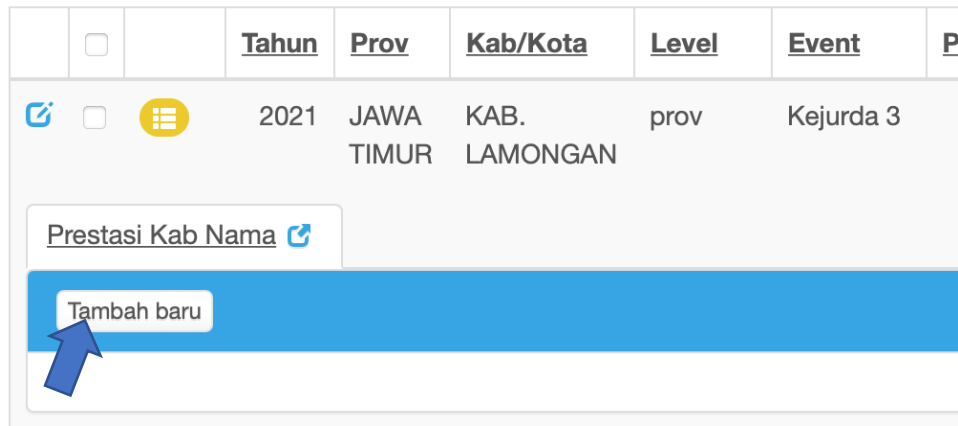 Tahun Prov Kab/Kota Level Event P
2021 JAWA TIMUR KAB. LAMONGAN prov Kejurda 3
Prestasi Kab Nama
Tambah baru